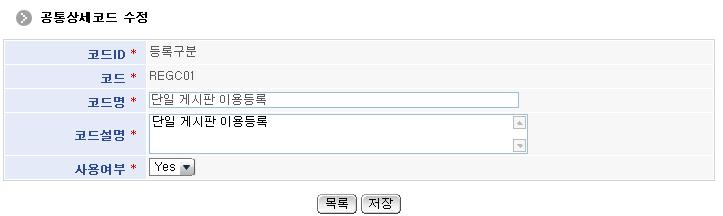 공통상세코드 수정
코드ID * 등록구분
코드 * REGC01
코드명 * 단일 게시판 이용등록
코드설명 * 단일 게시판 이용등록
사용여부 * Yes
목록 저장